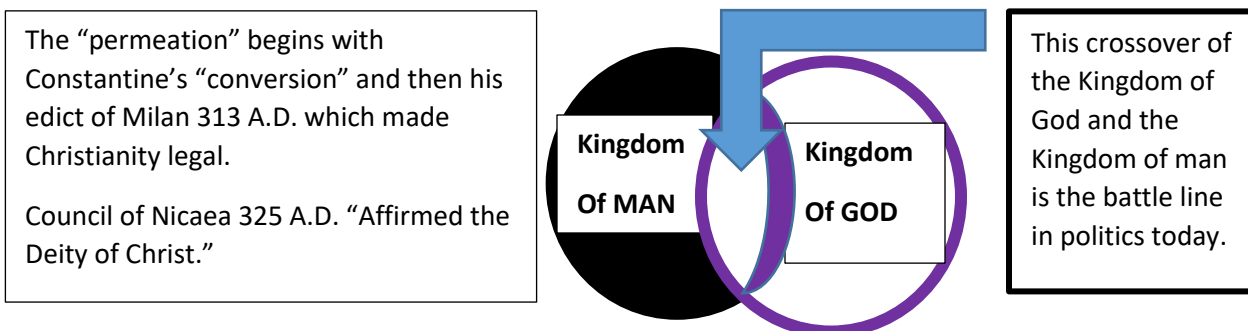 The “permeation” begins with
Constantine’s “conversion” and then his
edict of Milan 313 A.D. which made
Christianity legal.
Council of Nicaea 325 A.D. “Affirmed the
Deity of Christ.”
Kingdom
Of MAN
Kingdom
Of GOD
This crossover of
the Kingdom of
God and the
Kingdom of man
is the battle line
in politics today.